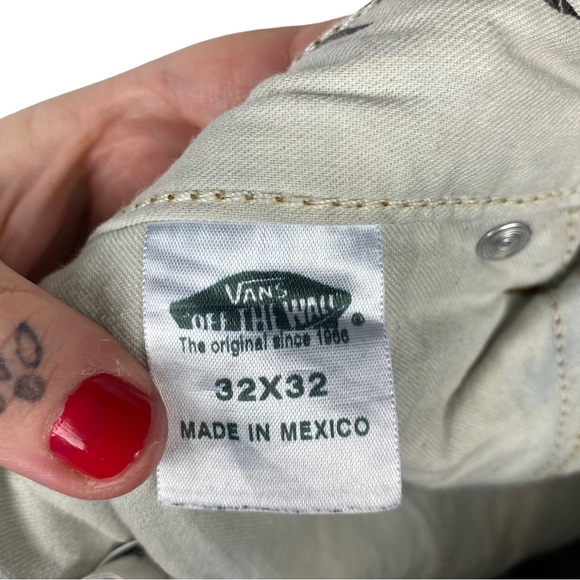 VANS
OFF THE WALL®
The original since 1966
32X32
MADE IN MEXICO